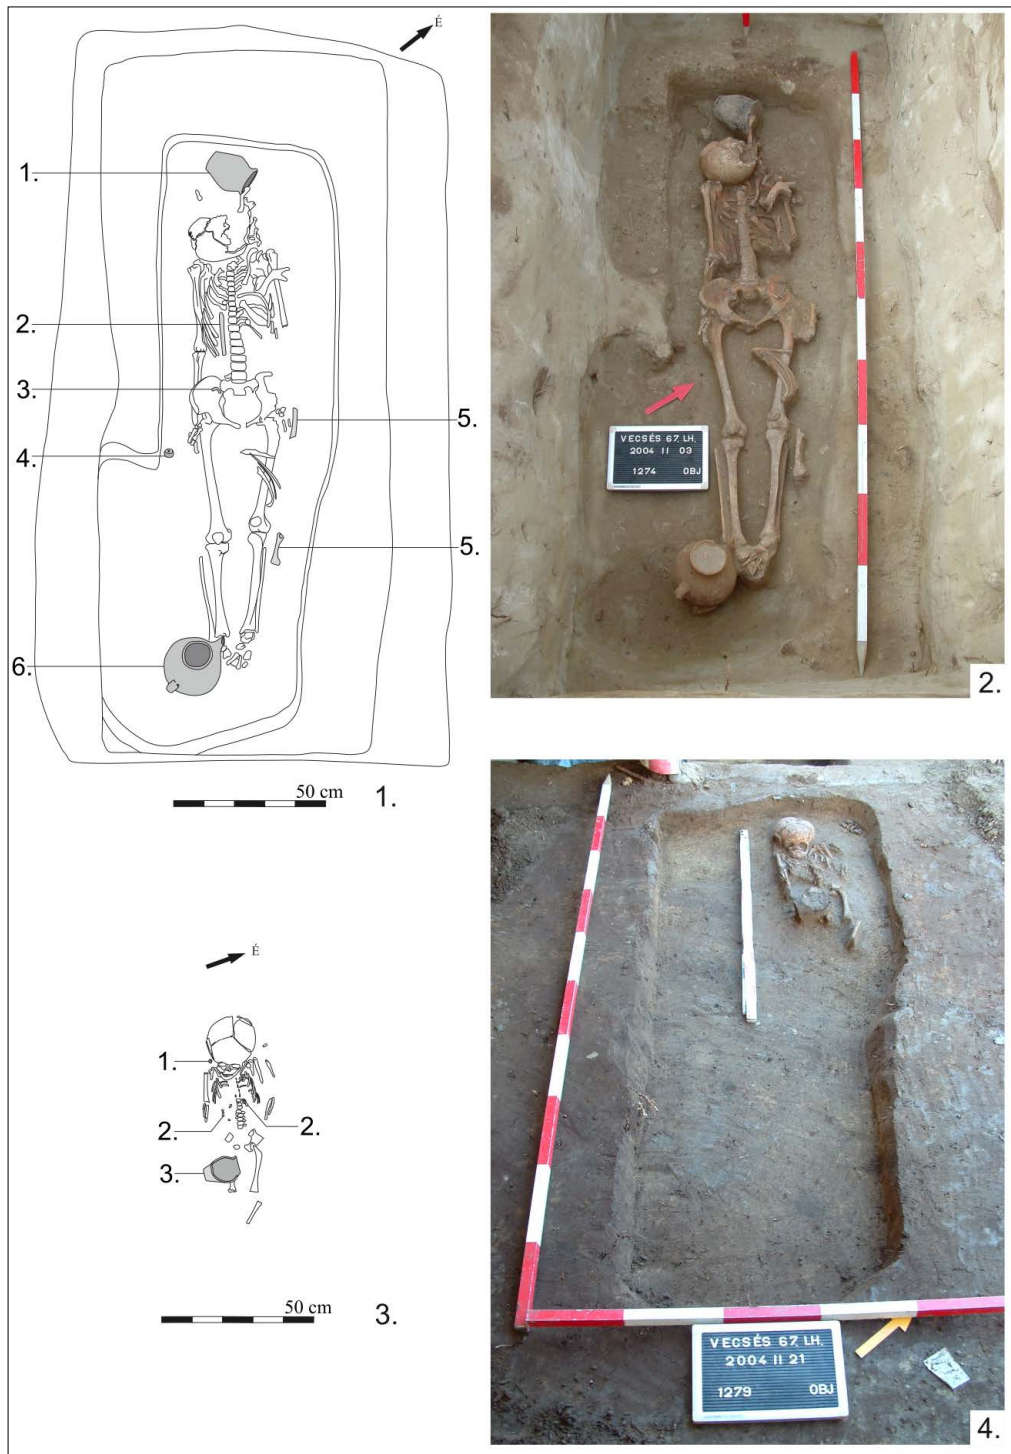 É
1.
2.
3.
4.
5.
5.
6.
50 cm
1.
VECSÉS 67. LH.
2004 11 03
1274 OBJ
2.
É
1.
2.
2.
3.
50 cm
3.
VECSÉS 67. LH.
2004 11 21
1279 OBJ
4.